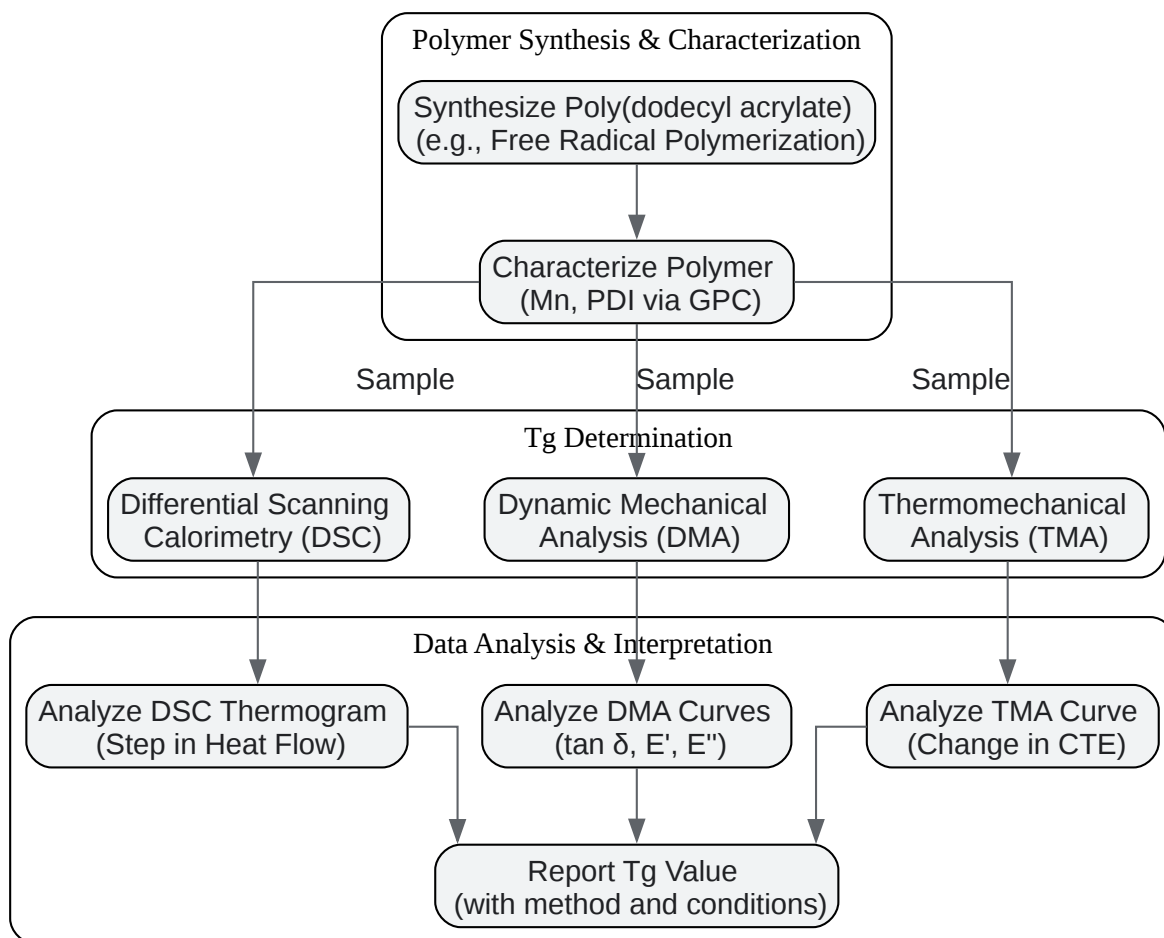 Polymer Synthesis & Characterization
Synthesize Poly(dodecyl acrylate)
(e.g., Free Radical Polymerization)
Characterize Polymer
(Mn, PDI via GPC)
Sample
Sample
Sample
Tg Determination
Differential Scanning
Calorimetry (DSC)
Dynamic Mechanical
Analysis (DMA)
Thermomechanical
Analysis (TMA)
Data Analysis & Interpretation
Analyze DSC Thermogram
(Step in Heat Flow)
Analyze DMA Curves
(tan δ, E', E'')
Analyze TMA Curve
(Change in CTE)
Report Tg Value
(with method and conditions)